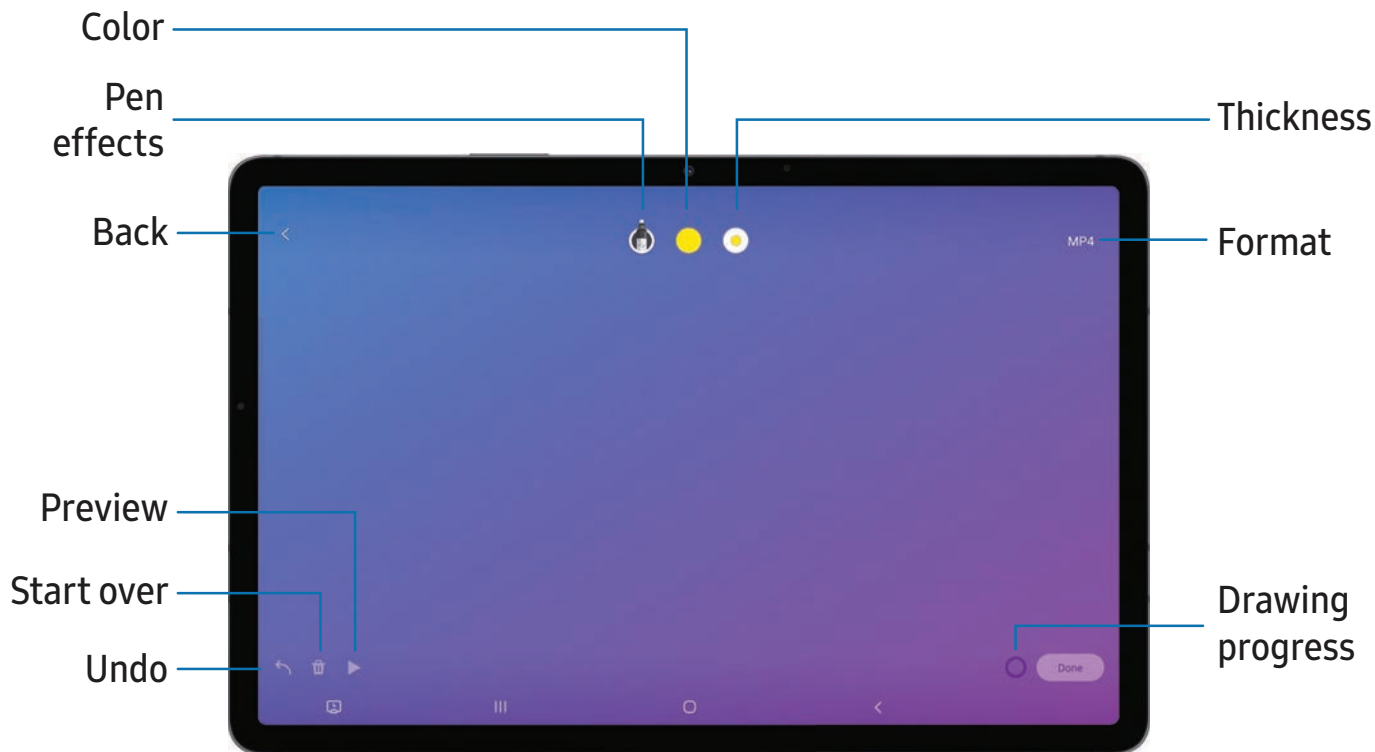 Color
Pen
effects
Thickness
Back
MP4
Format
Preview
Start over
Undo
Drawing
progress
Done